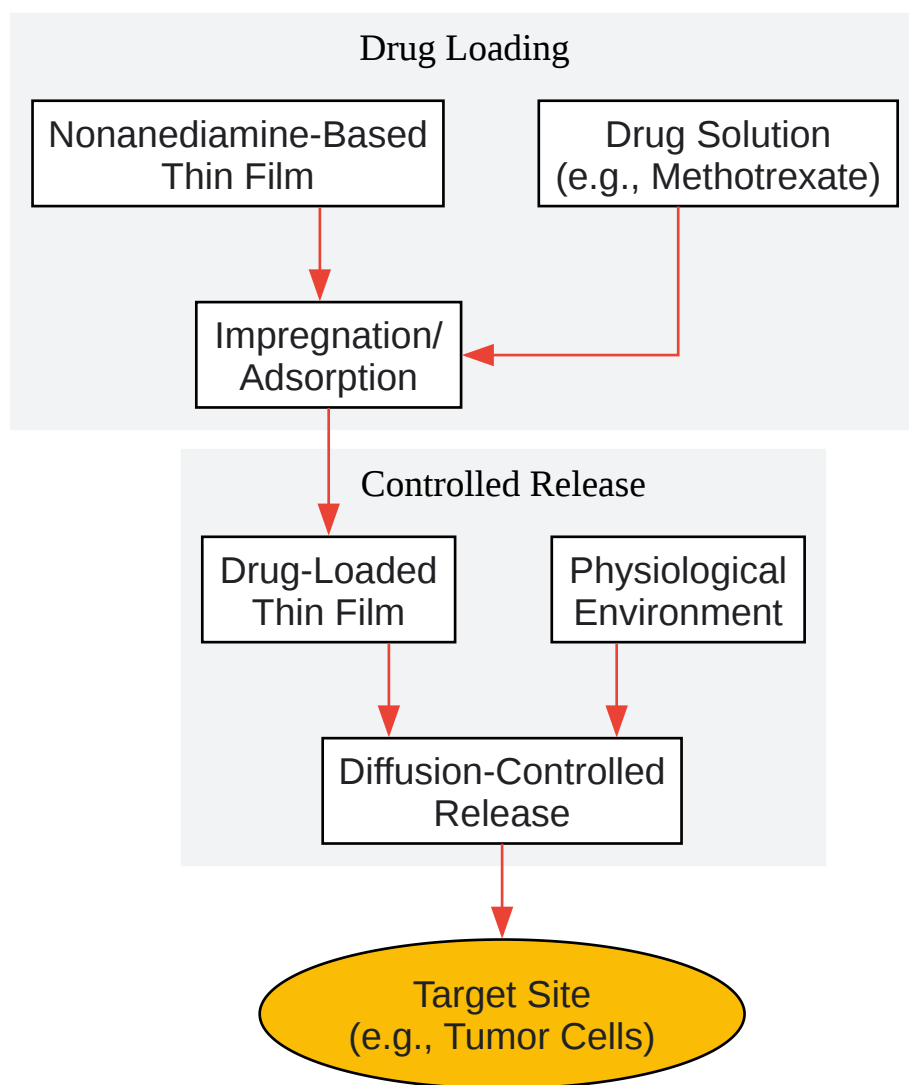 Drug Loading
Nonanediamine-Based
Thin Film
Drug Solution
(e.g., Methotrexate)
Impregnation/
Adsorption
Controlled Release
Drug-Loaded
Thin Film
Physiological
Environment
Diffusion-Controlled
Release
Target Site
(e.g., Tumor Cells)